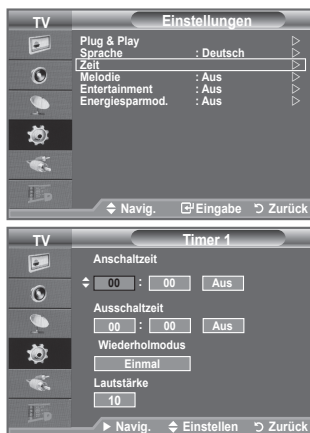 TV Einstellungen
Plug & Play
Sprache : Deutsch
Zeit
Melodie : Aus
Entertainment : Aus
Energiesparmod. : Aus
Navig. Eingabe Zurück
TV Timer 1
Anschaltzeit
00 : 00 Aus
Ausschaltzeit
00 : 00 Aus
Wiederholmodus
Einmal
Lautstärke
10
Navig. Einstellen Zurück